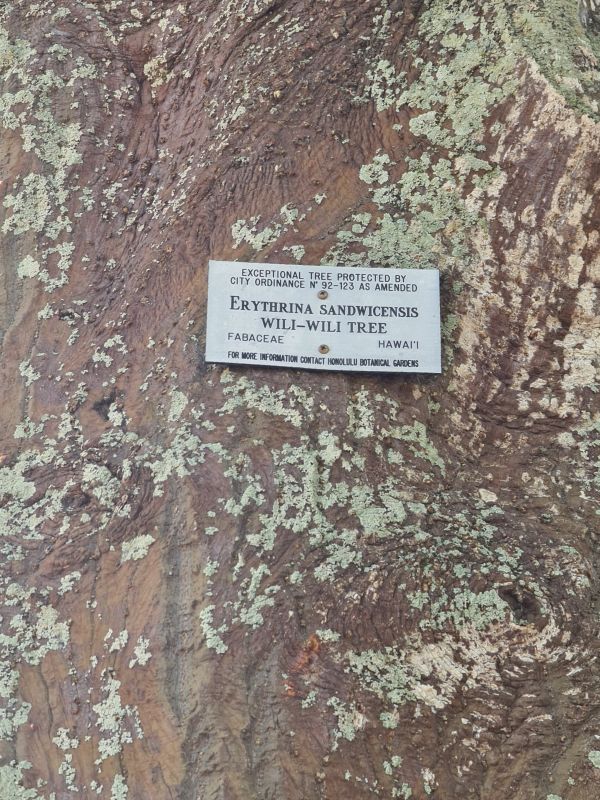 EXCEPTIONAL TREE PROTECTED BY
CITY ORDINANCE Nº 92-123 AS AMENDED
ERYTHRINA SANDWICENSIS
WILI-WILI TREE
FABACEAE HAWAI'I
FOR MORE INFORMATION CONTACT HONOLULU BOTANICAL GARDENS